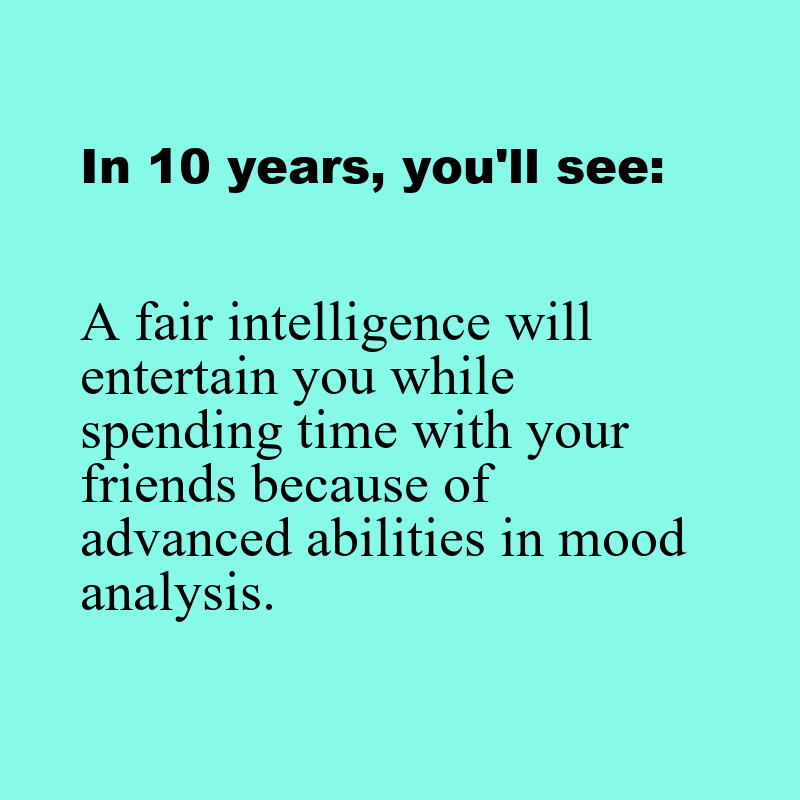 In 10 years, you'll see:
A fair intelligence will
entertain you while
spending time with your
friends because of
advanced abilities in mood
analysis.